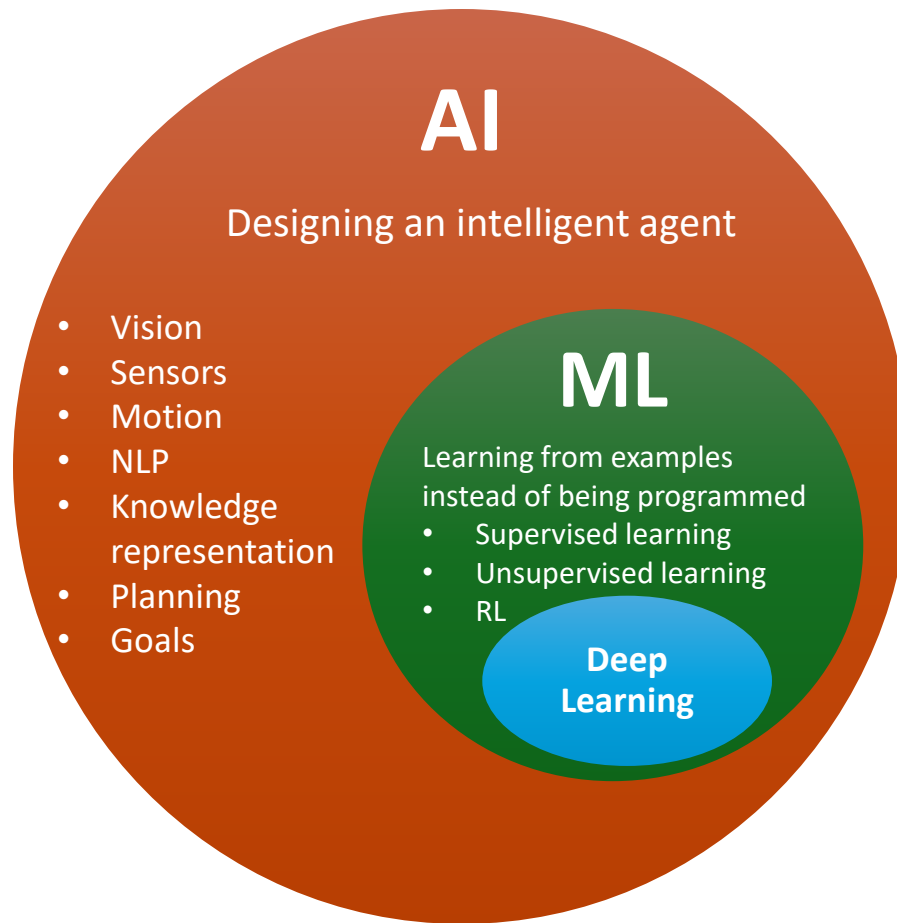 AI
Designing an intelligent agent
• Vision
• Sensors
• Motion
• NLP
• Knowledge
representation
• Planning
• Goals
ML
Learning from examples
instead of being programmed
• Supervised learning
• Unsupervised learning
• RL
Deep
Learning